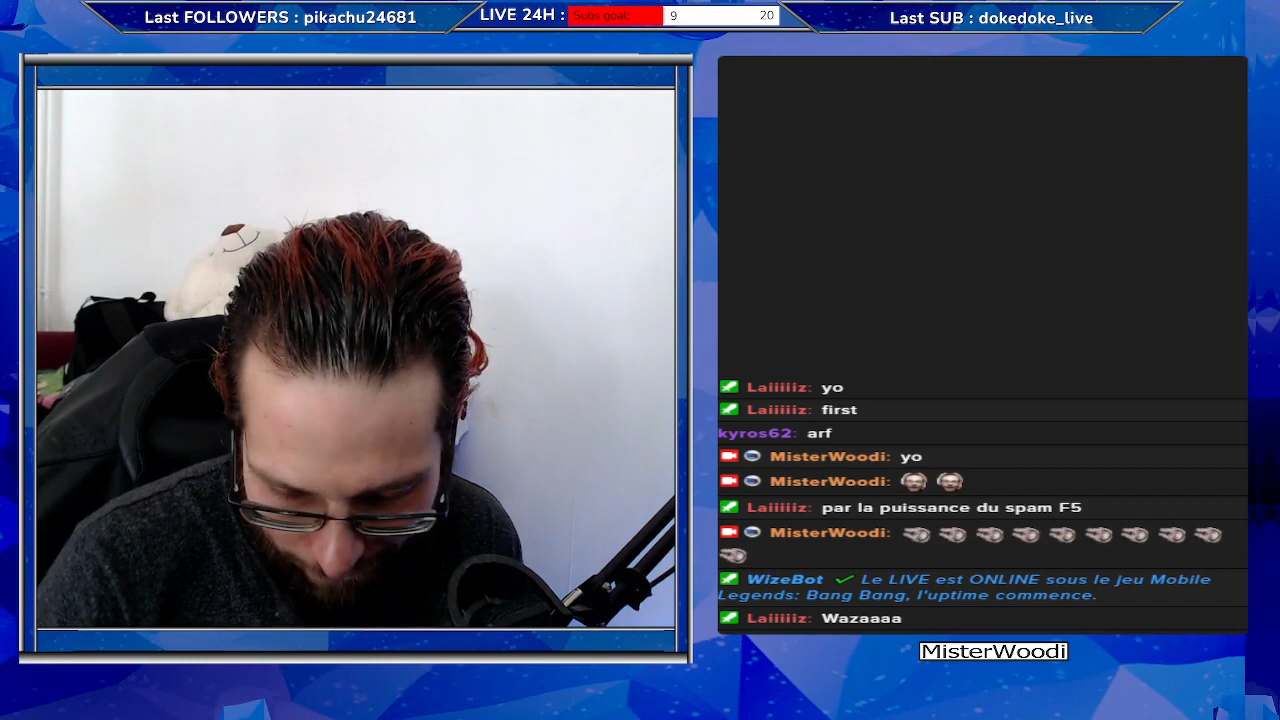 Last FOLLOWERS : pikachu24681
LIVE 24H :
Subs goal:
9
20
Last SUB : dokedoke_live
Laiiiiiz: yo
Laiiiiiz: first
kyros62: arf
MisterWoodi: yo
MisterWoodi:
Laiiiiiz: par la puissance du spam F5
MisterWoodi:
WizeBot Le LIVE est ONLINE sous le jeu Mobile
Legends: Bang Bang, l'uptime commence.
Laiiiiiz: Wazaaaa
MisterWoodi